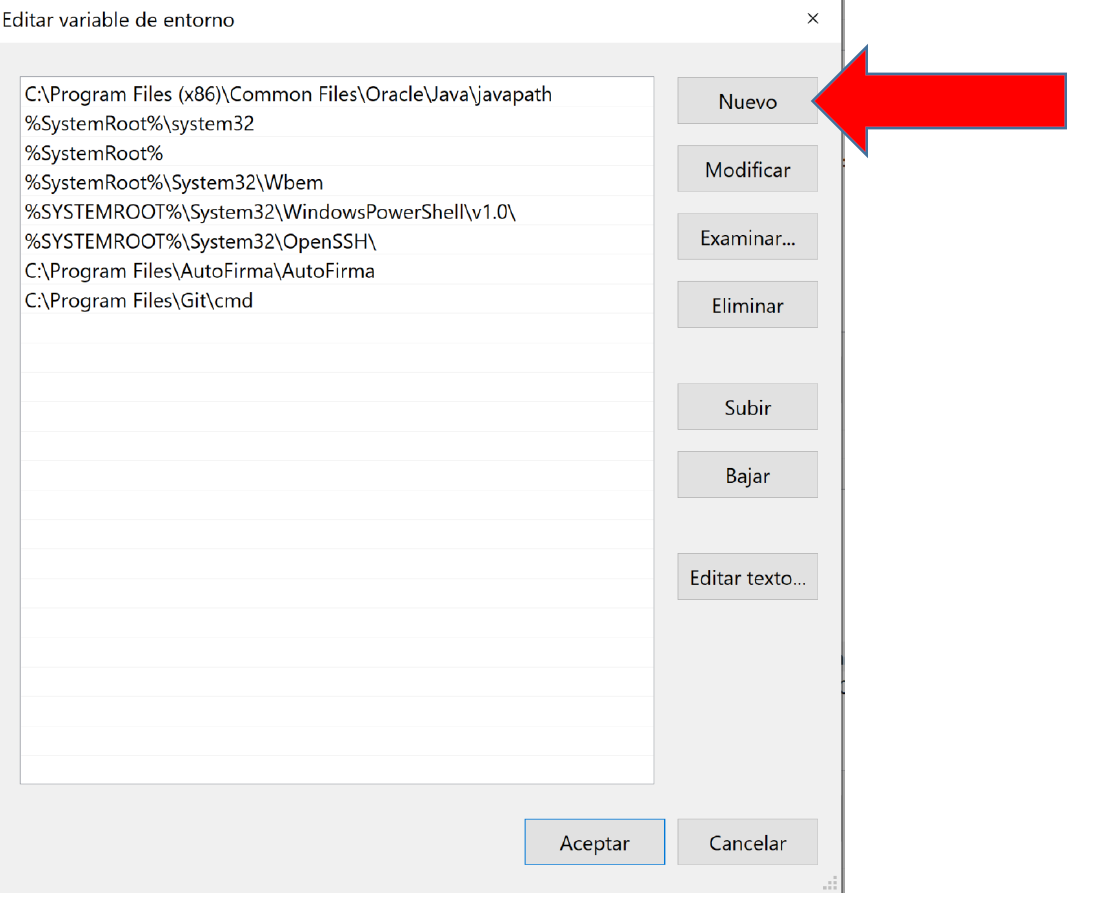 Editar variable de entorno
C:\Program Files (x86)\Common Files\Oracle\Java\javapath
%SystemRoot%\system32
%SystemRoot%
%SystemRoot%\System32\Wbem
%SYSTEMROOT%\System32\WindowsPowerShell\v1.0\
%SYSTEMROOT%\System32\OpenSSH\
C:\Program Files\AutoFirma\AutoFirma
C:\Program Files\Git\cmd
Nuevo
Modificar
Examinar...
Eliminar
Subir
Bajar
Editar texto...
Aceptar
Cancelar